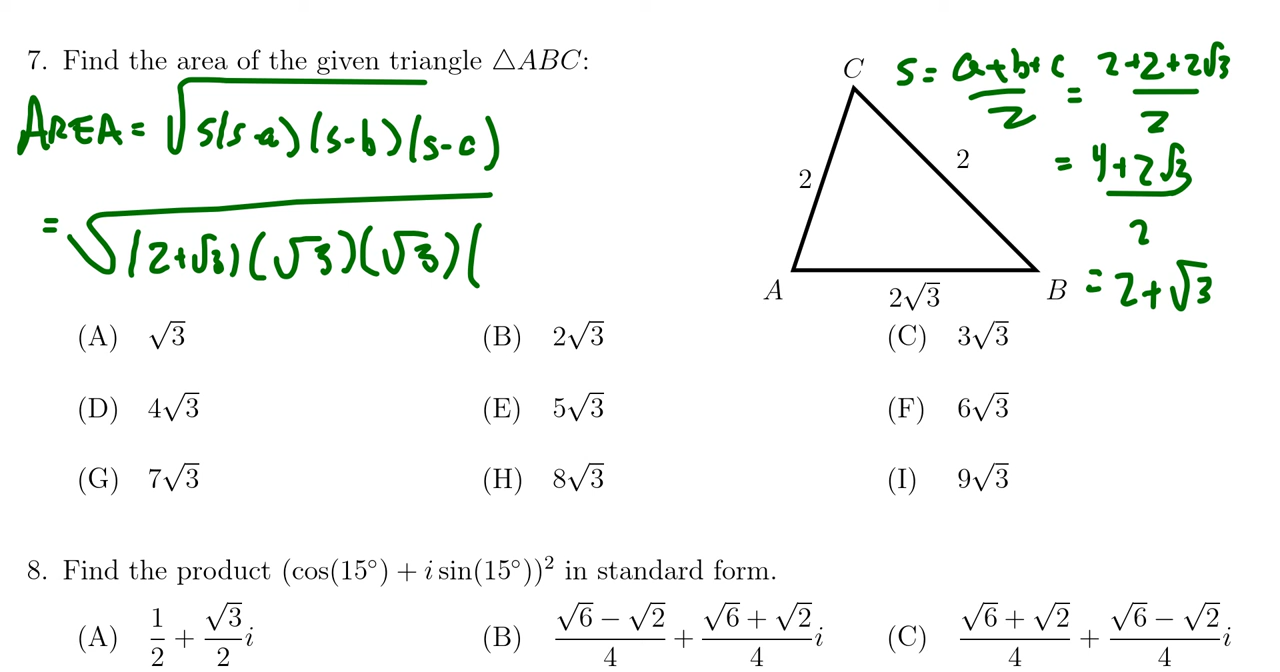 7. Find the area of the given triangle △ABC:
AREA = √(s(s-a)(s-b)(s-c))
= √((2+√3)(√3)(√3)(
C
2
2
A
2√3
B
s = (a+b+c)/2 = (2+2+2√3)/2
= (4+2√3)/2
= 2+√3
(A) √3 (B) 2√3 (C) 3√3
(D) 4√3 (E) 5√3 (F) 6√3
(G) 7√3 (H) 8√3 (I) 9√3
8. Find the product (cos(15°) + i sin(15°))² in standard form.
(A) 1/2 + √3/2 i (B) (√6 − √2)/4 + (√6 + √2)/4 i (C) (√6 + √2)/4 + (√6 − √2)/4 i